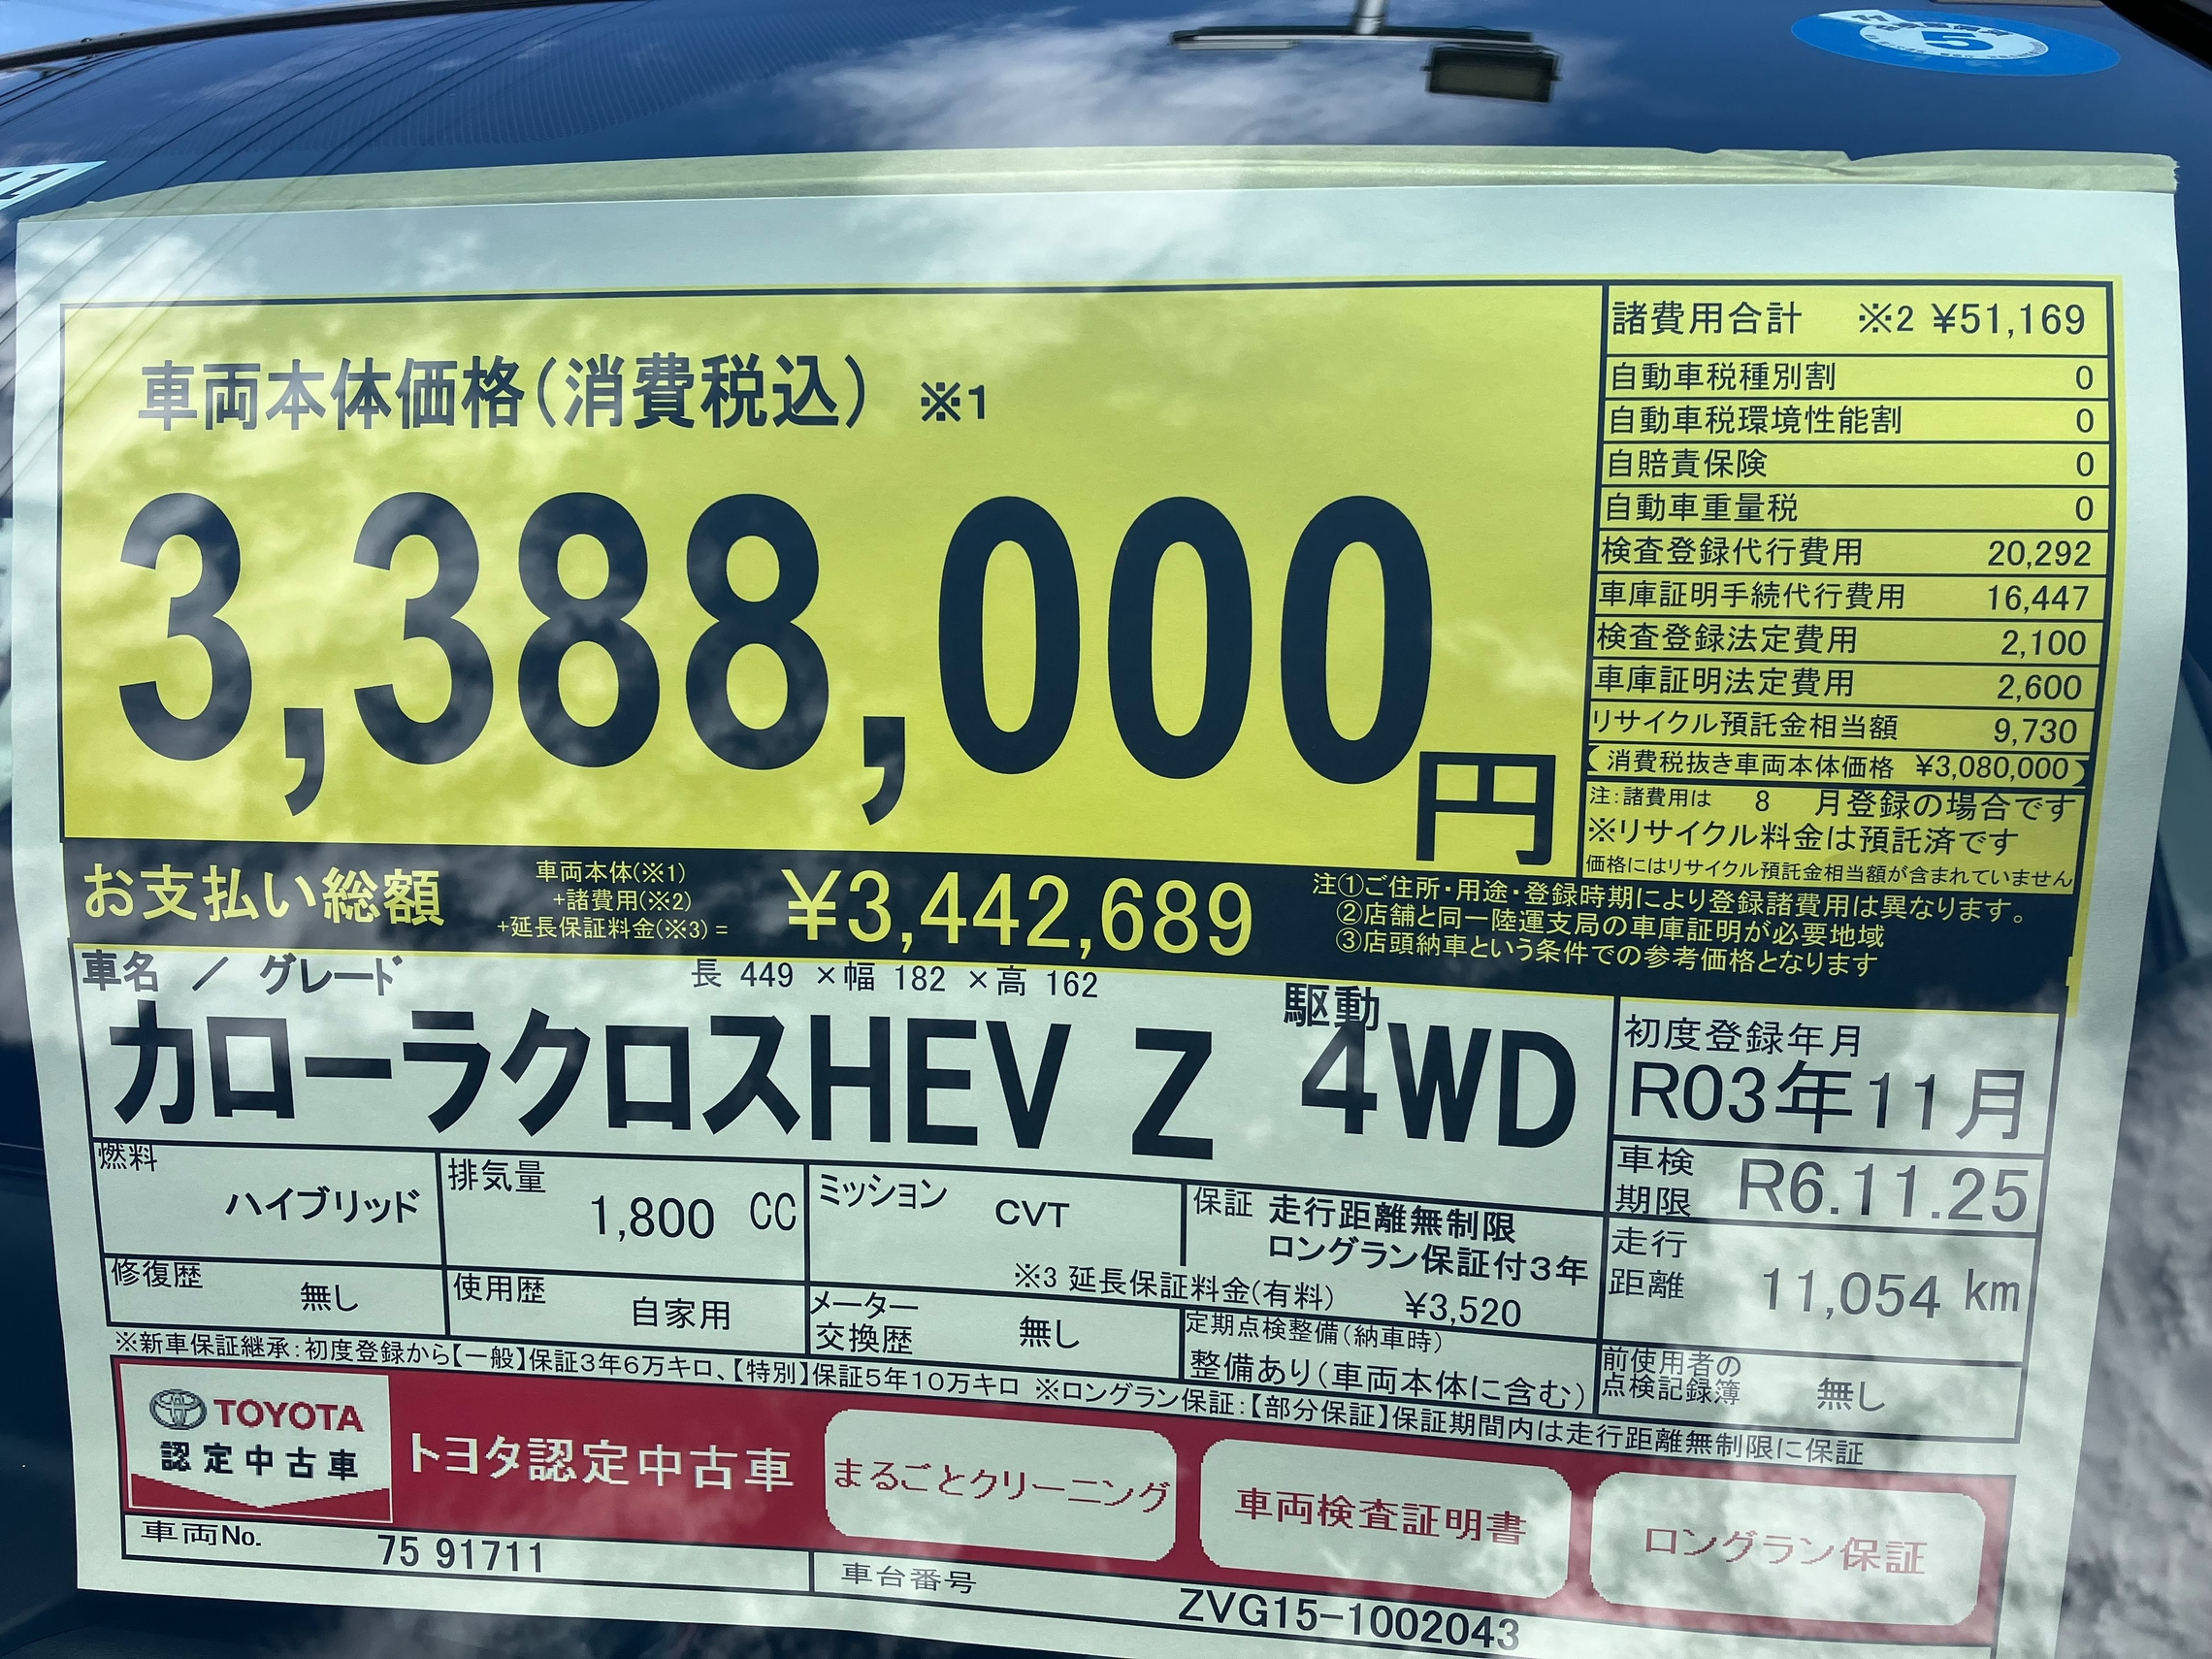 11
5
車両本体価格(消費税込) ※1
3,388,000円
諸費用合計 ※2 ¥51,169
自動車税種別割 0
自動車税環境性能割 0
自賠責保険 0
自動車重量税 0
検査登録代行費用 20,292
車庫証明手続代行費用 16,447
検査登録法定費用 2,100
車庫証明法定費用 2,600
リサイクル預託金相当額 9,730
消費税抜き車両本体価格 ¥3,080,000
注:諸費用は 8 月登録の場合です
※リサイクル料金は預託済です
価格にはリサイクル預託金相当額が含まれていません
お支払い総額
車両本体(※1)
+諸費用(※2)
+延長保証料金(※3)=
¥3,442,689
注①ご住所・用途・登録時期により登録諸費用は異なります。
②店舗と同一陸運支局の車庫証明が必要地域
③店頭納車という条件での参考価格となります
車名 / グレード
長 449 ×幅 182 ×高 162
カローラクロスHEV Z
駆動
4WD
初度登録年月
R03年11月
車検期限 R6.11.25
燃料
ハイブリッド
排気量
1,800 CC
ミッション CVT
保証 走行距離無制限
ロングラン保証付3年
※3 延長保証料金(有料) ¥3,520
走行距離 11,054 km
修復歴 無し
使用歴 自家用
メーター交換歴 無し
定期点検整備(納車時)
整備あり(車両本体に含む)
前使用者の点検記録簿 無し
※新車保証継承:初度登録から【一般】保証3年6万キロ、【特別】保証5年10万キロ ※ロングラン保証:【部分保証】保証期間内は走行距離無制限に保証
TOYOTA
認定中古車
トヨタ認定中古車
まるごとクリーニング
車両検査証明書
ロングラン保証
車両No. 75 91711
車台番号 ZVG15-1002043